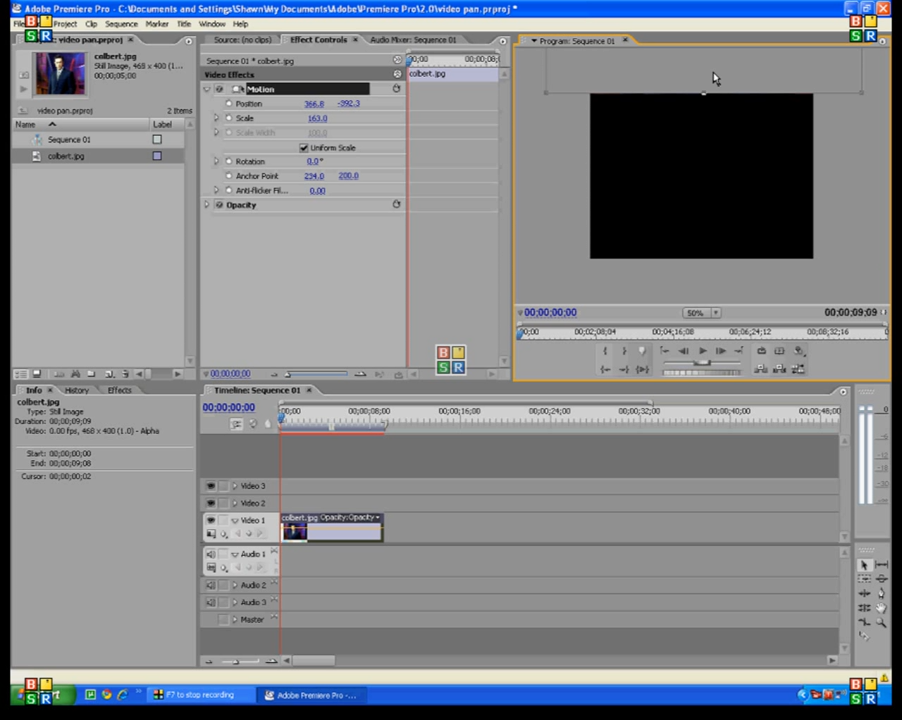 Adobe Premiere Pro - C:\Documents and Settings\Shawn\My Documents\Adobe\Premiere Pro\2.0\video pan.prproj *
Project Clip Sequence Marker Title Window Help
video pan.prproj
colbert.jpg
Still Image, 468 x 400 (1...
00;00;05;00
video pan.prproj 2 Items
Name Label
Sequence 01
colbert.jpg
Source: (no clips) Effect Controls Audio Mixer: Sequence 01
Sequence 01 * colbert.jpg
Video Effects
Motion
Position 366.8 -392.3
Scale 163.0
Scale Width 100.0
Uniform Scale
Rotation 0.0°
Anchor Point 234.0 200.0
Anti-flicker Fil... 0.00
Opacity
00;00
colbert.jpg
00;00;00;00
Program: Sequence 01
00;00;00;00 50% 00;00;09;09
00;00 00;02;08;04 00;04;16;08 00;06;24;12 00;08;32;16
Info History Effects
colbert.jpg
Type: Still Image
Duration: 00;00;09;09
Video: 0.00 fps, 468 x 400 (1.0) - Alpha
Start: 00;00;00;00
End: 00;00;09;08
Cursor: 00;00;00;02
Timeline: Sequence 01
00;00;00;00
00;00 00;00;08;00 00;00;16;00 00;00;24;00 00;00;32;00 00;00;40;00 00;00;48;00
Video 3
Video 2
Video 1
colbert.jpg Opacity:Opacity
Audio 1
Audio 2
Audio 3
Master
0
B
S R
F7 to stop recording
Adobe Premiere Pro -...